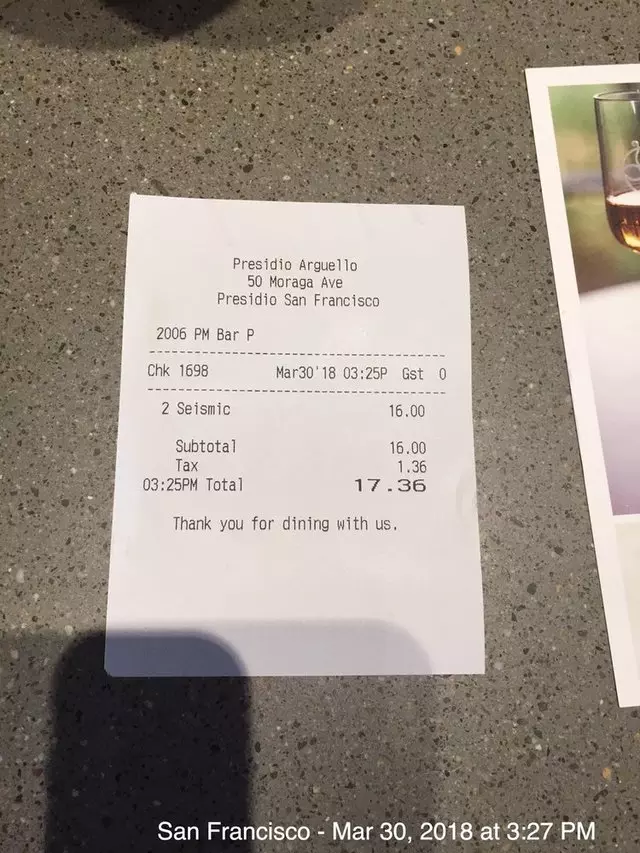 Presidio Arguello
50 Moraga Ave
Presidio San Francisco
2006 PM Bar P
Chk 1698 Mar30'18 03:25P Gst 0
2 Seismic 16.00
Subtotal 16.00
Tax 1.36
03:25PM Total 17.36
Thank you for dining with us.
San Francisco - Mar 30, 2018 at 3:27 PM